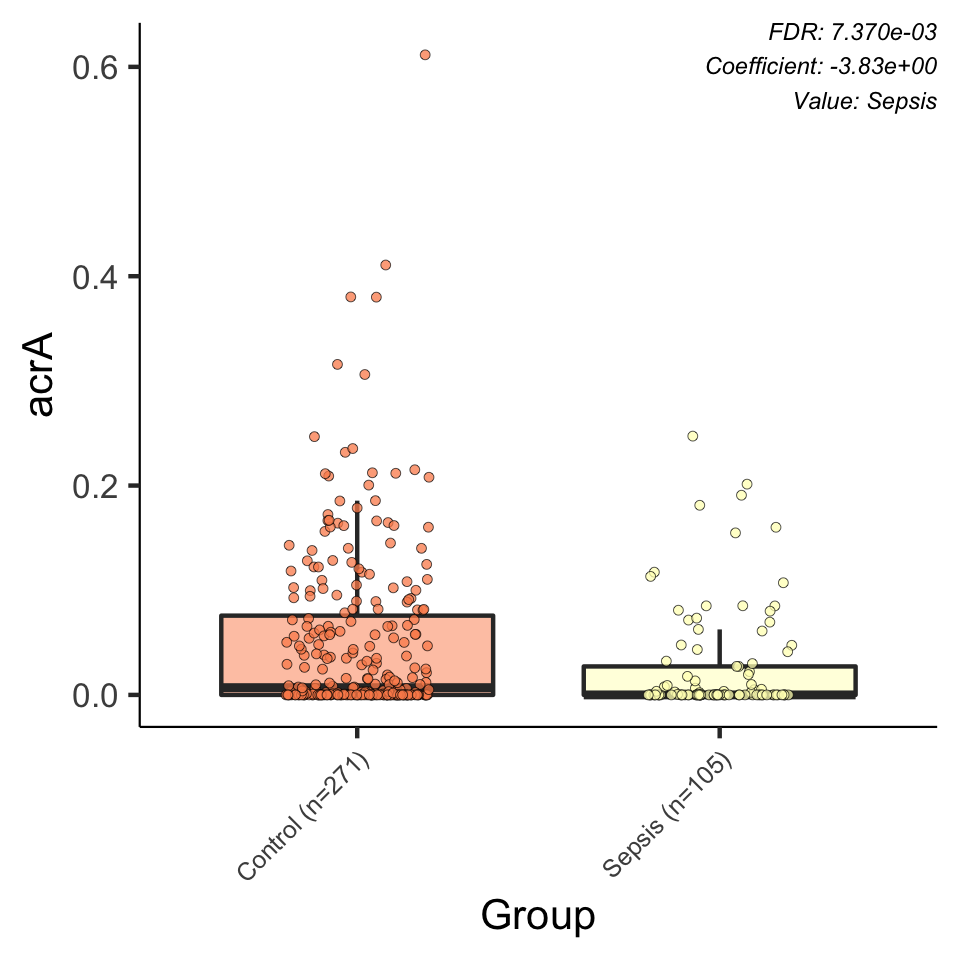 FDR: 7.370e-03
Coefficient: -3.83e+00
Value: Sepsis
0.6
0.4
0.2
0.0
acrA
Control (n=271)
Sepsis (n=105)
Group